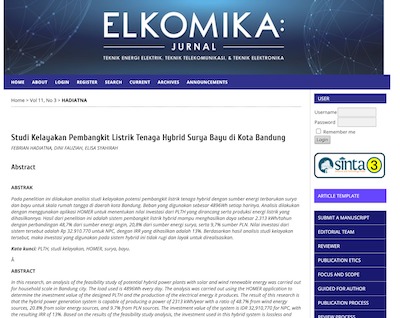 ELKOMIKA:
JURNAL
TEKNIK ENERGI ELEKTRIK, TEKNIK TELEKOMUNIKASI, & TEKNIK ELEKTRONIKA
HOME ABOUT LOGIN REGISTER SEARCH CURRENT ARCHIVES ANNOUNCEMENTS
Home > Vol 11, No 3 > HADIATNA
Studi Kelayakan Pembangkit Listrik Tenaga Hybrid Surya Bayu di Kota Bandung
FEBRIAN HADIATNA, DINI FAUZIAH, ELISA SYAHIRAH
Abstract
ABSTRAK
Pada penelitian ini dilakukan analisis studi kelayakan potensi pembangkit listrik tenaga hybrid dengan sumber energi terbarukan surya
dan bayu untuk skala rumah tangga di daerah kota Bandung. Beban yang digunakan sebesar 4896Wh setiap harinya. Analisis dilakukan
dengan menggunakan aplikasi HOMER untuk menentukan nilai investasi dari PLTH yang dirancang serta produksi energi listrik yang
dihasilkannya. Hasil dari penelitian ini adalah sistem pembangkit hybrid mampu menghasilkan daya sebesar 2.313 kWh/tahun
dengan perbandingan 48,7% dari sumber energi angin, 20,8% dari sumber energi surya, serta 9,7% sumber PLN. Nilai investasi dari
sistem tersebut adalah Rp 32.910.770 untuk NPC, dengan IRR yang dihasilkan adalah 13%. Berdasarkan hasil analisis studi kelayakan
tersebut, maka investasi yang digunakan pada sistem hybrid ini tidak rugi dan layak untuk direalisasikan.
Kata kunci: PLTH, studi kelayakan, HOMER, surya, bayu.
Â
ABSTRACT
In this research, an analysis of the feasibility study of potential hybrid power plants with solar and wind renewable energy was carried out
for household scale in Bandung city. The load used is 4896Wh every day. The analysis was carried out using the HOMER application to
determine the investment value of the designed PLTH and the production of the electrical energy it produces. The result of this research is
the hybrid power generation system is capable of producing a power of 2313 kWh/year with a ratio of 48.7% from wind energy
sources, 20.8% from solar energy sources and 9.7% from PLN sources. The investment value of the system is IDR 32,910,770 for NPC, with
the resulting IRR of 13%. Based on the results of the feasibility study analysis, the investment used in this hybrid system is lossless and
USER
Username
Password
Remember me
Login
sinta 3
ARTICLE TEMPLATE
SUBMIT A MANUSCRIPT
EDITORIAL TEAM
REVIEWER
PUBLICATION ETICS
FOCUS AND SCOPE
GUIDED FOR AUTHOR
PUBLICATION PROCESS